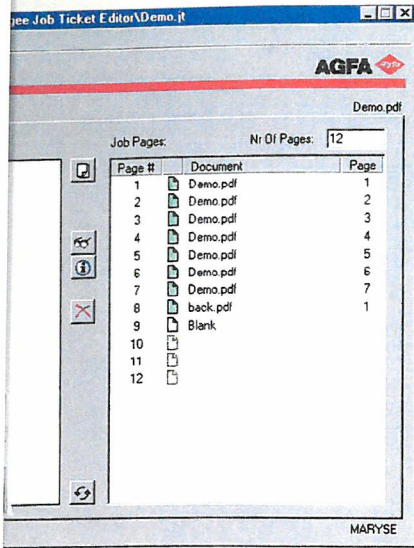 gee Job Ticket Editor\Demo.jt
AGFA
Demo.pdf
Job Pages: Nr Of Pages: 12
Page # Document Page
1 Demo.pdf 1
2 Demo.pdf 2
3 Demo.pdf 3
4 Demo.pdf 4
5 Demo.pdf 5
6 Demo.pdf 6
7 Demo.pdf 7
8 back.pdf 1
9 Blank
10
11
12
MARYSE